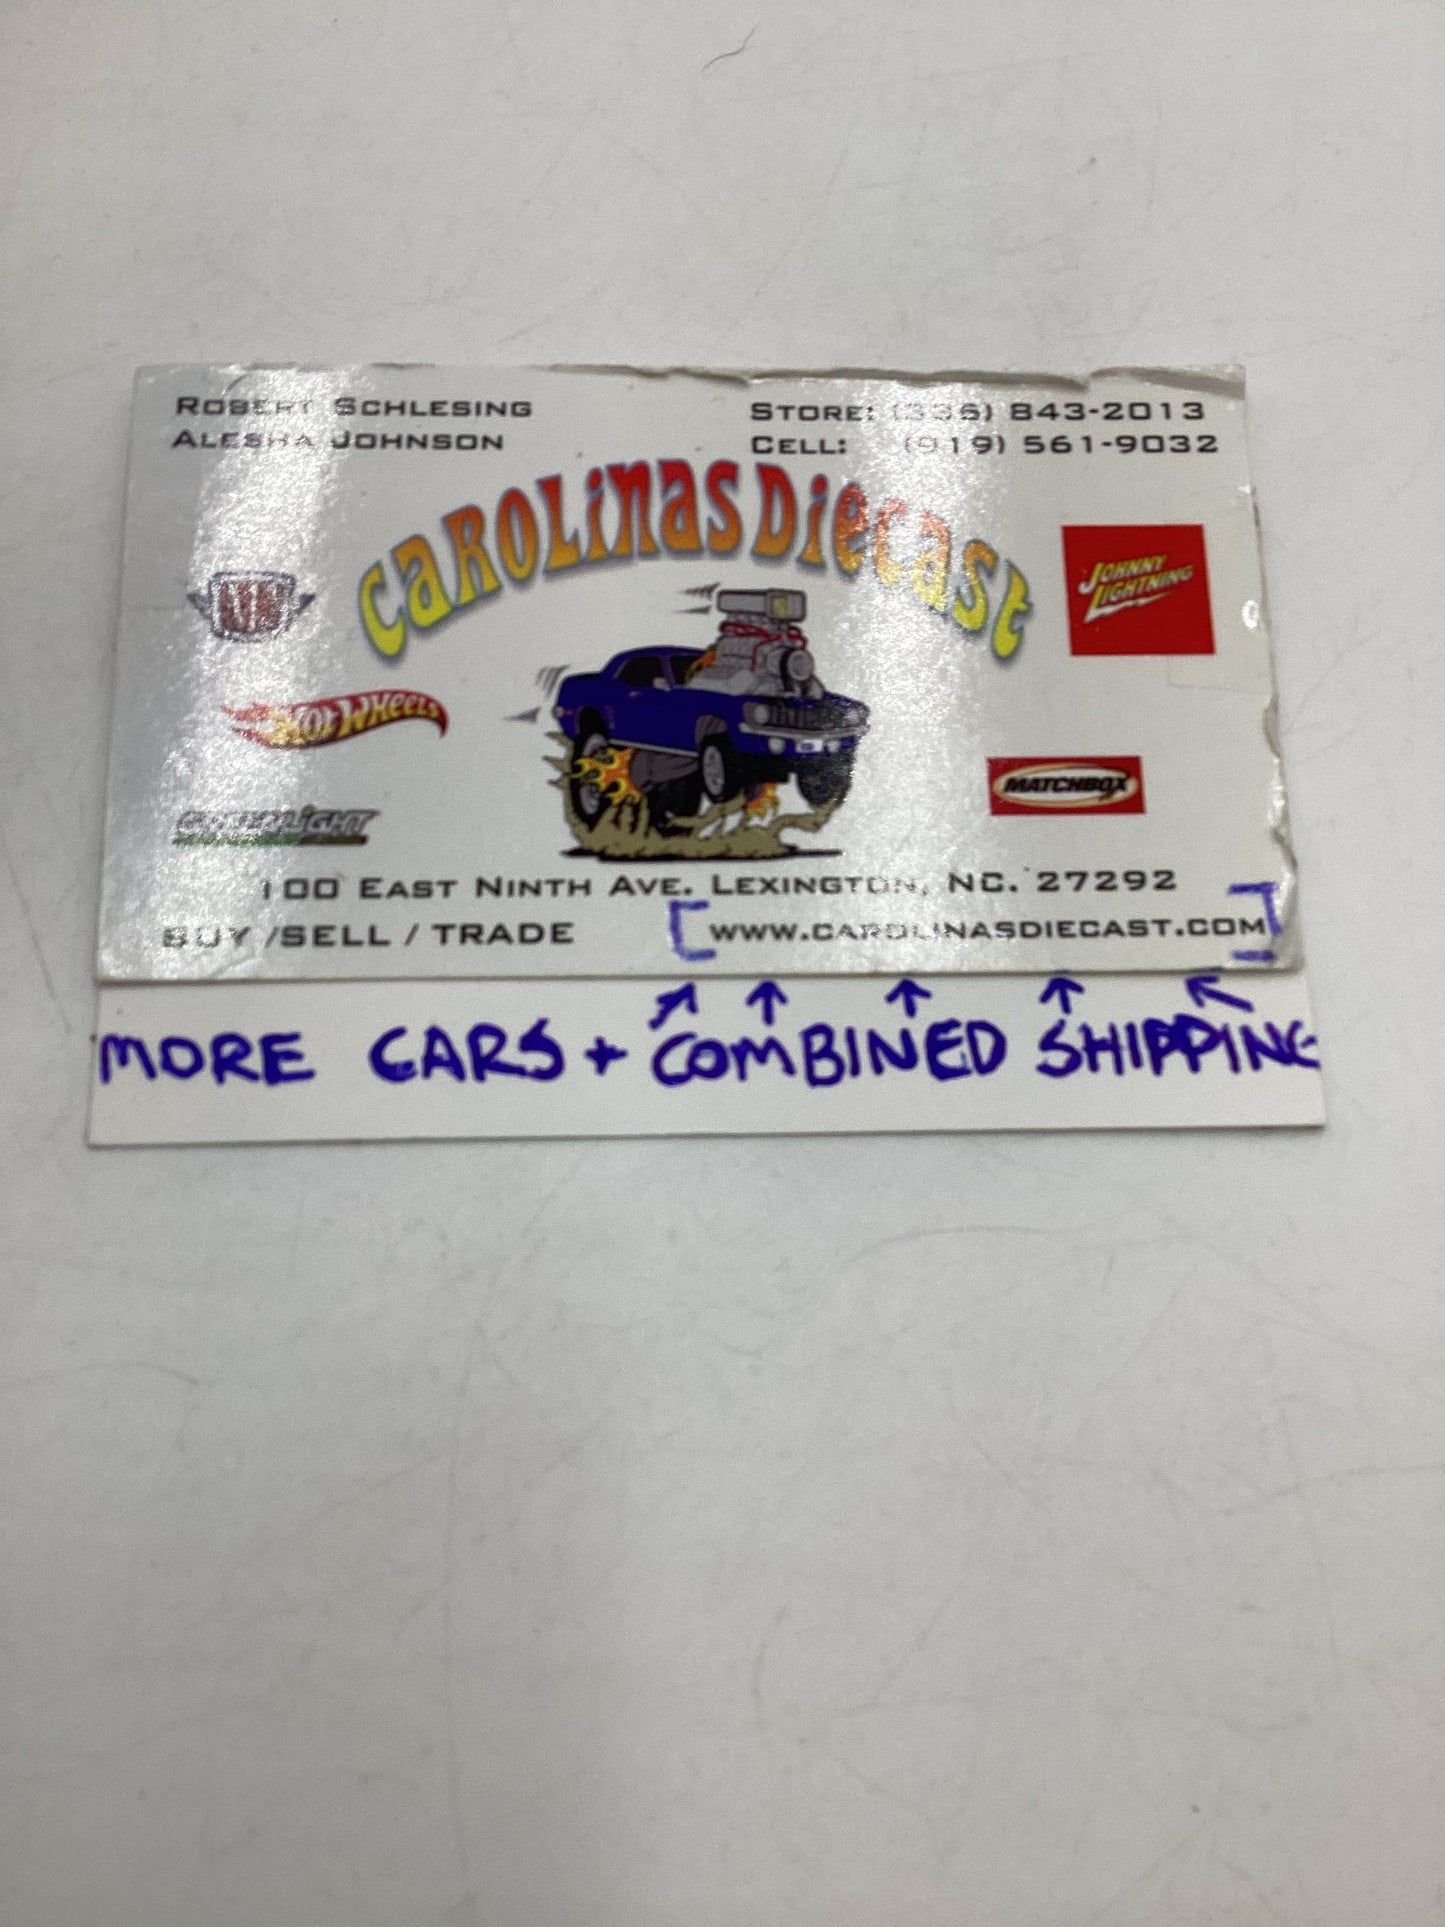 ROBERT SCHLESING
ALESHA JOHNSON
STORE: (336) 843-2013
CELL: (919) 561-9032
CAROLINAS DIECAST
JOHNNY LIGHTNING
HOT WHEELS
MATCHBOX
GREENLIGHT
100 EAST NINTH AVE. LEXINGTON, NC. 27292
BUY /SELL / TRADE [WWW.CAROLINASDIECAST.COM]
MORE CARS + COMBINED SHIPPING